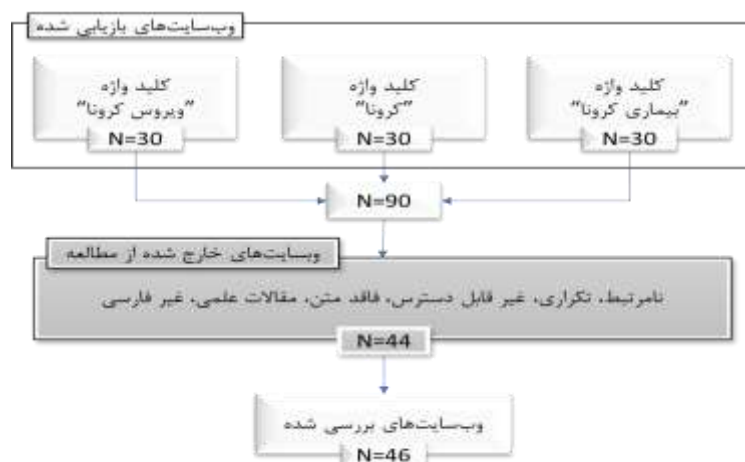 وب‌سایت‌های بازیابی شده
کلید واژه
"بیماری کرونا"
N=30
کلید واژه
"کرونا"
N=30
کلید واژه
"ویروس کرونا"
N=30
N=90
وبسایت‌های خارج شده از مطالعه
نامرتبط، تکراری، غیر قابل دسترس، فاقد متن، مقالات علمی، غیر فارسی
N=44
وب‌سایت‌های بررسی شده
N=46